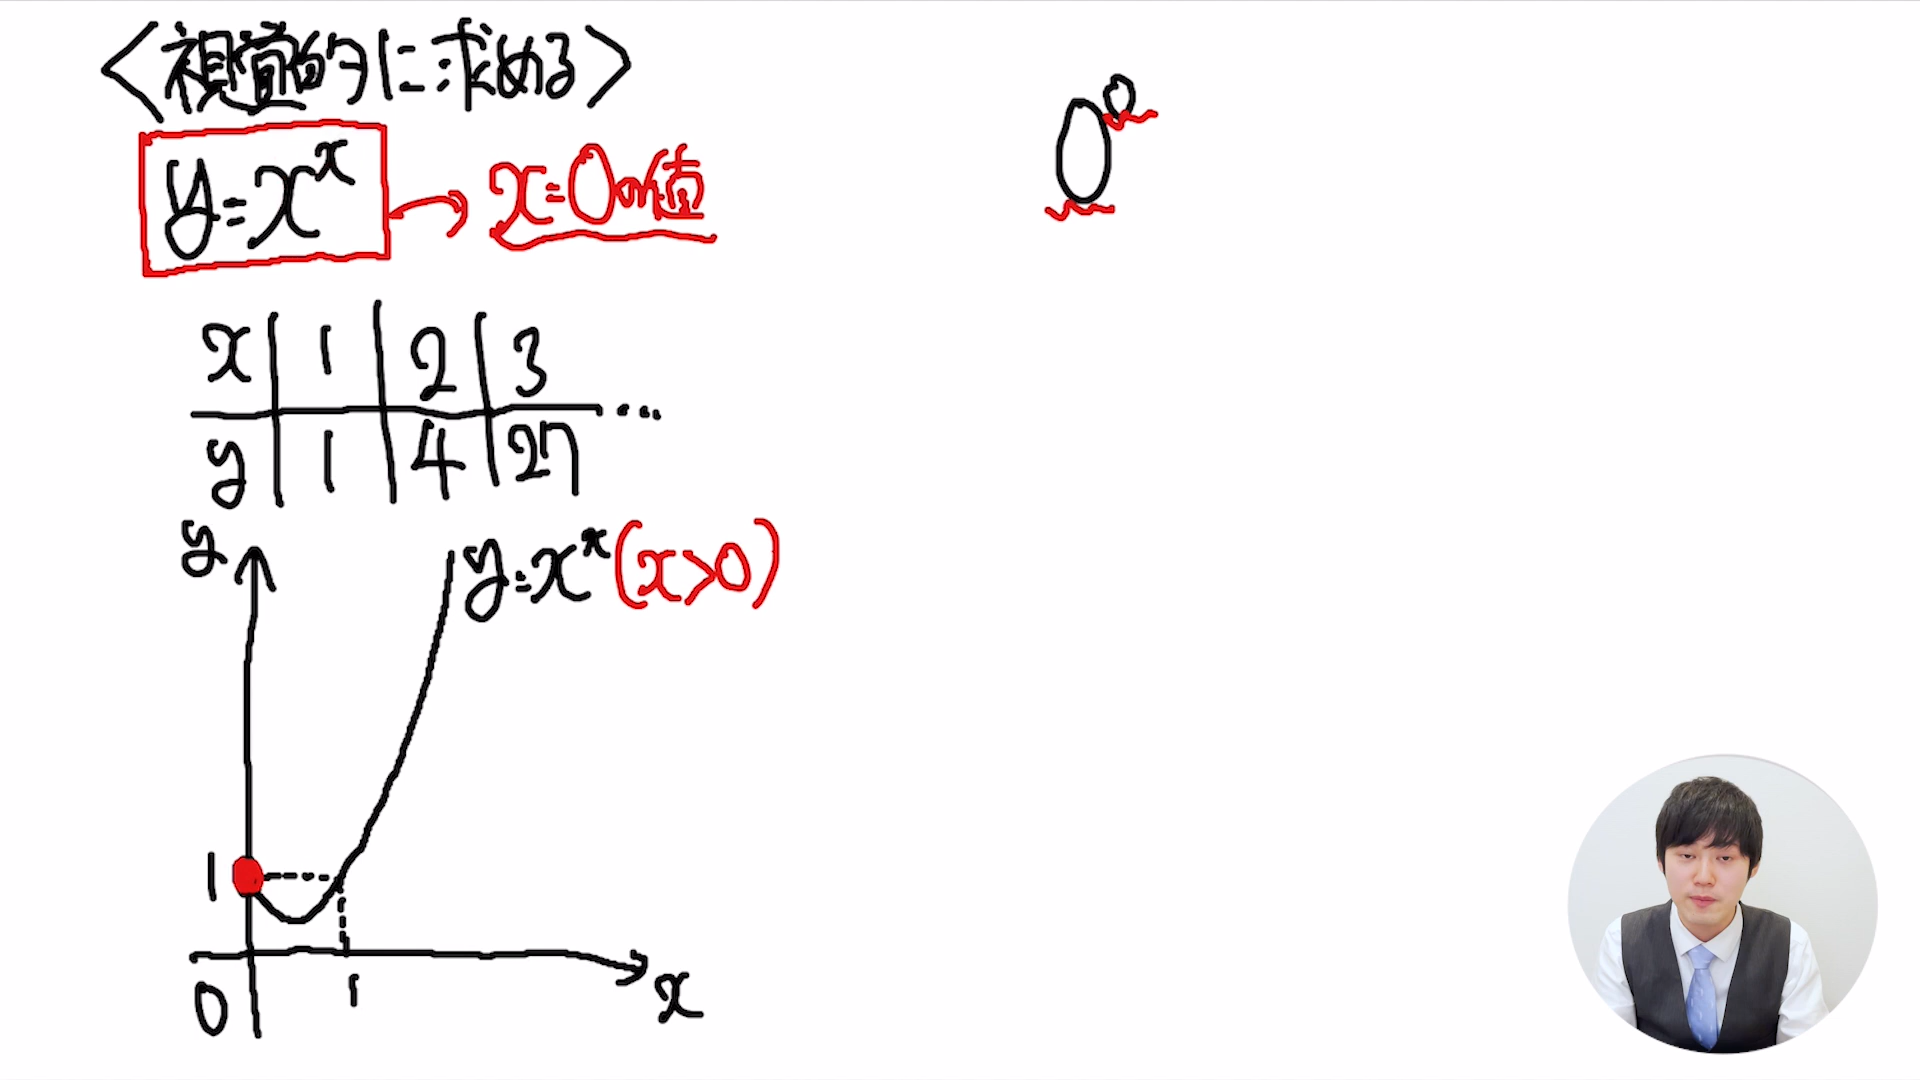 <視覚的に求める>
y=x^x → x=0の値
0^0
x 1 2 3
y 1 4 27 …
y
y=x^x (x>0)
1
0 1 x